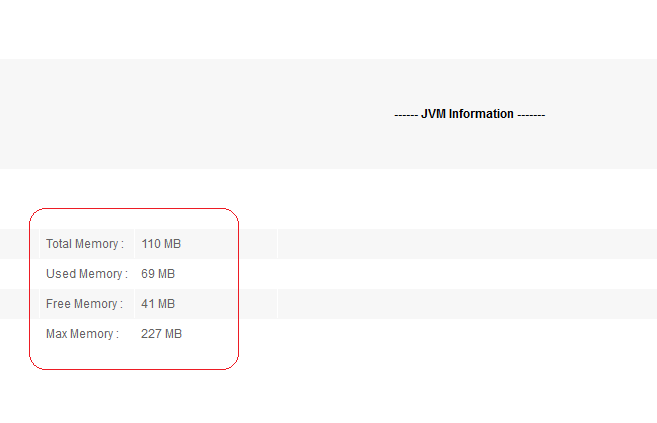 ------ JVM Information -------
Total Memory : 110 MB
Used Memory : 69 MB
Free Memory : 41 MB
Max Memory : 227 MB